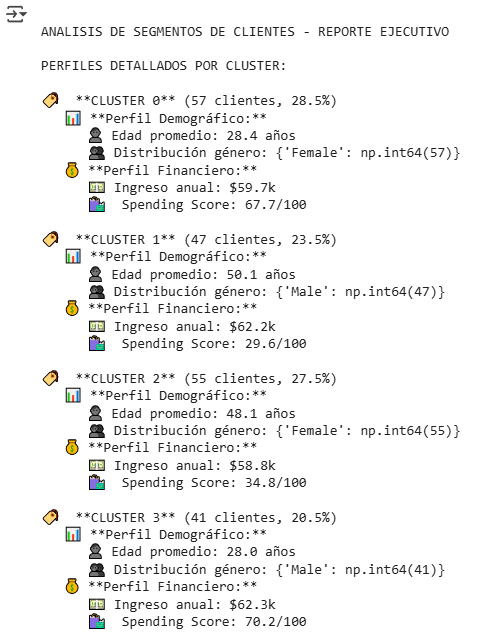 ANALISIS DE SEGMENTOS DE CLIENTES - REPORTE EJECUTIVO
PERFILES DETALLADOS POR CLUSTER:
**CLUSTER 0** (57 clientes, 28.5%)
**Perfil Demográfico:**
Edad promedio: 28.4 años
Distribución género: {'Female': np.int64(57)}
**Perfil Financiero:**
Ingreso anual: $59.7k
Spending Score: 67.7/100
**CLUSTER 1** (47 clientes, 23.5%)
**Perfil Demográfico:**
Edad promedio: 50.1 años
Distribución género: {'Male': np.int64(47)}
**Perfil Financiero:**
Ingreso anual: $62.2k
Spending Score: 29.6/100
**CLUSTER 2** (55 clientes, 27.5%)
**Perfil Demográfico:**
Edad promedio: 48.1 años
Distribución género: {'Female': np.int64(55)}
**Perfil Financiero:**
Ingreso anual: $58.8k
Spending Score: 34.8/100
**CLUSTER 3** (41 clientes, 20.5%)
**Perfil Demográfico:**
Edad promedio: 28.0 años
Distribución género: {'Male': np.int64(41)}
**Perfil Financiero:**
Ingreso anual: $62.3k
Spending Score: 70.2/100